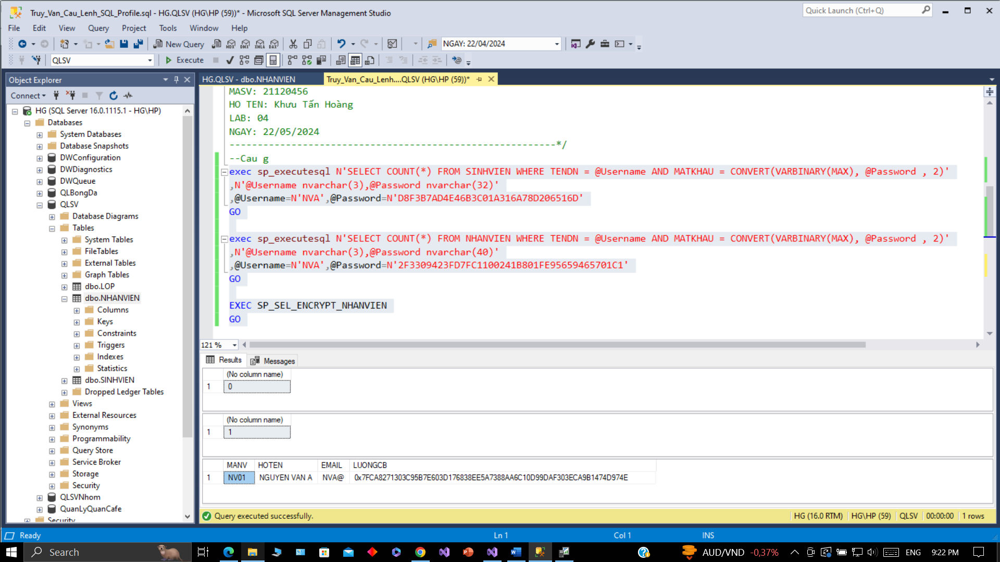 Truy_Van_Cau_Lenh_SQL_Profile.sql - HG.QLSV (HG\HP (59))* - Microsoft SQL Server Management Studio
Quick Launch (Ctrl+Q)
File Edit View Query Project Tools Window Help
New Query
MDX DMX XMLA DAX
NGAY: 22/04/2024
QLSV
Execute
Object Explorer
Connect
HG (SQL Server 16.0.1115.1 - HG\HP)
Databases
System Databases
Database Snapshots
DWConfiguration
DWDiagnostics
DWQueue
QLBongDa
QLSV
Database Diagrams
Tables
System Tables
FileTables
External Tables
Graph Tables
dbo.LOP
dbo.NHANVIEN
Columns
Keys
Constraints
Triggers
Indexes
Statistics
dbo.SINHVIEN
Dropped Ledger Tables
Views
External Resources
Synonyms
Programmability
Query Store
Service Broker
Storage
Security
QLSVNhom
QuanLyQuanCafe
Security
HG.QLSV - dbo.NHANVIEN
Truy_Van_Cau_Lenh....QLSV (HG\HP (59))*
MASV: 21120456
HO TEN: Khưu Tấn Hoàng
LAB: 04
NGAY: 22/05/2024
----------------------------------------------------------*/
--Cau g
exec sp_executesql N'SELECT COUNT(*) FROM SINHVIEN WHERE TENDN = @Username AND MATKHAU = CONVERT(VARBINARY(MAX), @Password , 2)'
,N'@Username nvarchar(3),@Password nvarchar(32)'
,@Username=N'NVA',@Password=N'D8F3B7AD4E46B3C01A316A78D206516D'
GO
exec sp_executesql N'SELECT COUNT(*) FROM NHANVIEN WHERE TENDN = @Username AND MATKHAU = CONVERT(VARBINARY(MAX), @Password , 2)'
,N'@Username nvarchar(3),@Password nvarchar(40)'
,@Username=N'NVA',@Password=N'2F3309423FD7FC1100241B801FE95659465701C1'
GO
EXEC SP_SEL_ENCRYPT_NHANVIEN
GO
121 %
Results Messages
(No column name)
1 0
(No column name)
1 1
MANV HOTEN EMAIL LUONGCB
1 NV01 NGUYEN VAN A NVA@ 0x7FCA8271303C95B7E603D176838EE5A7388AA6C10D99DAF303ECA9B1474D974E
Query executed successfully.
HG (16.0 RTM) HG\HP (59) QLSV 00:00:00 1 rows
Ready
Ln 1 Col 1 INS
Search
AUD/VND -0,37%
ENG
9:22 PM